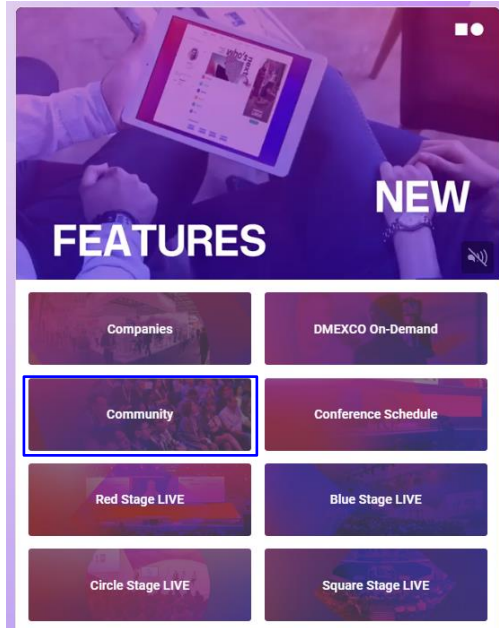 NEW
FEATURES
Companies
DMEXCO On-Demand
Community
Conference Schedule
Red Stage LIVE
Blue Stage LIVE
Circle Stage LIVE
Square Stage LIVE